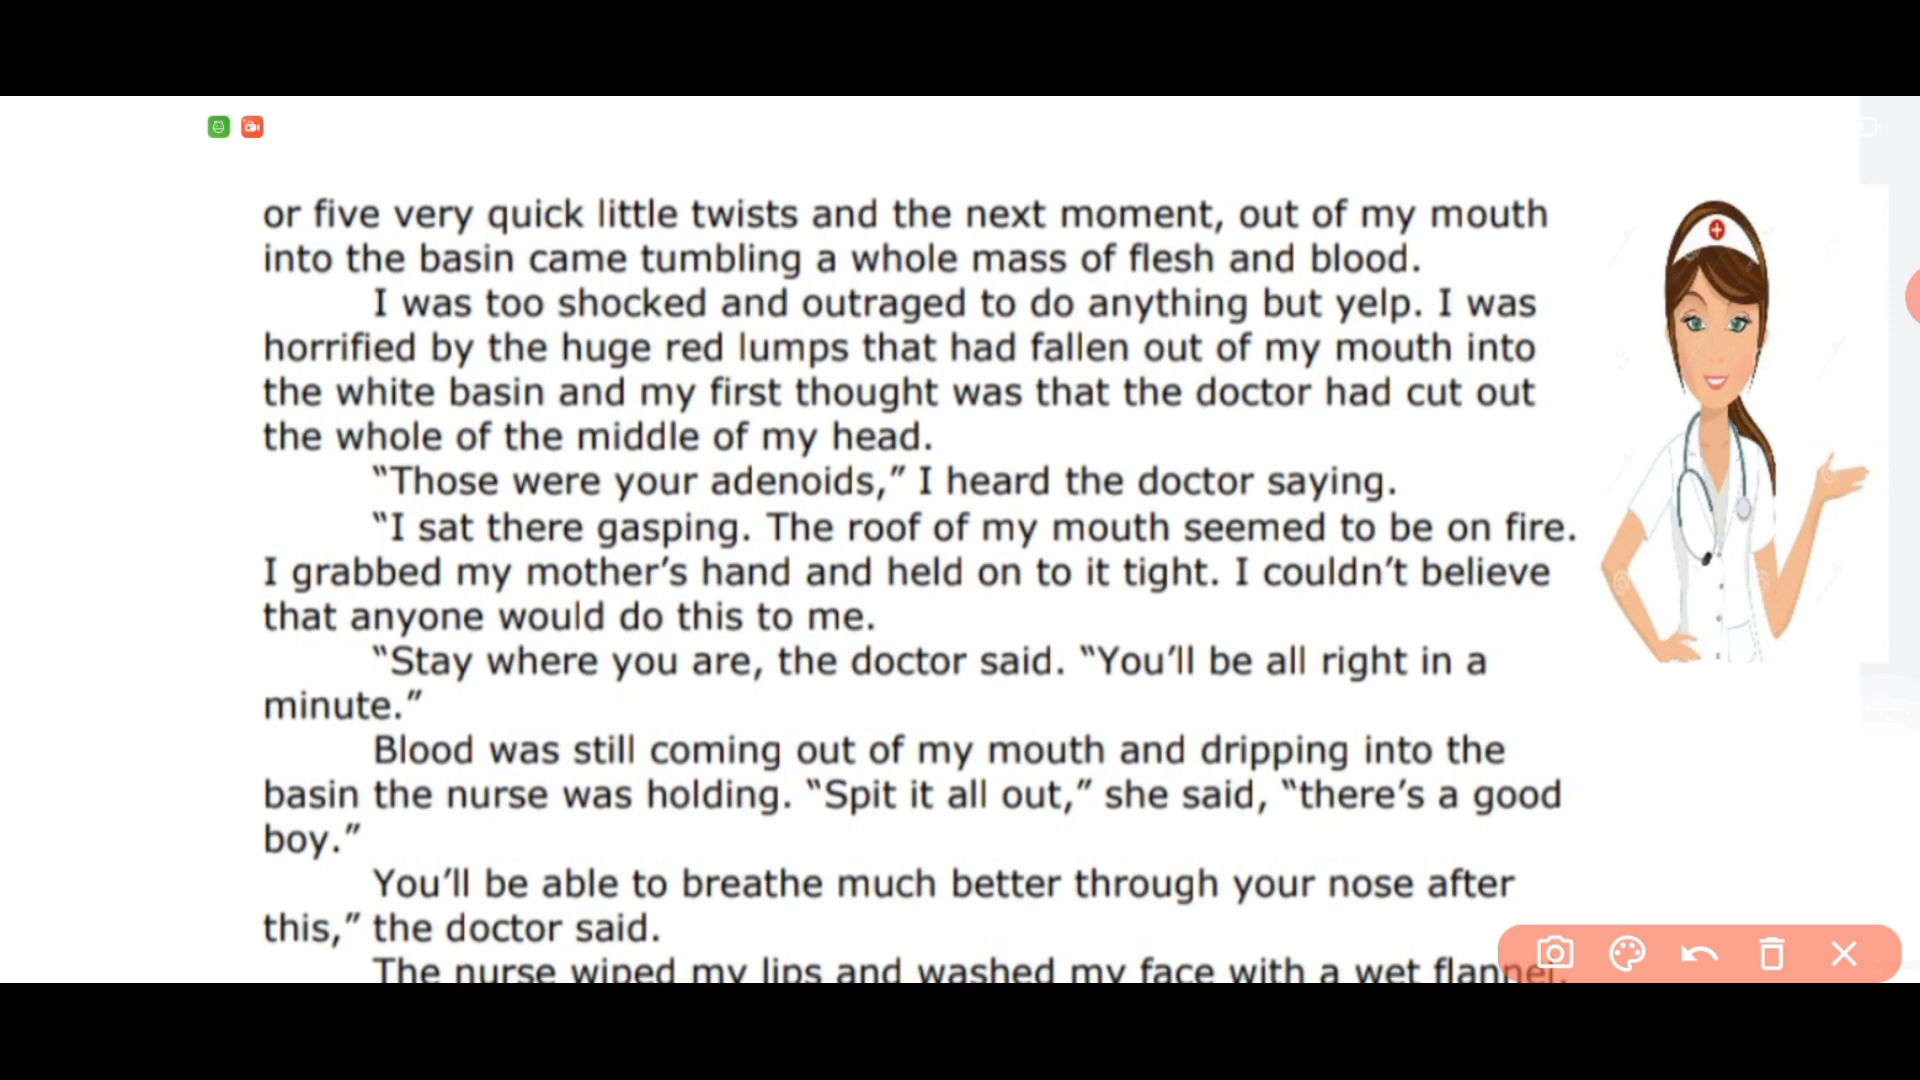 or five very quick little twists and the next moment, out of my mouth
into the basin came tumbling a whole mass of flesh and blood.
I was too shocked and outraged to do anything but yelp. I was
horrified by the huge red lumps that had fallen out of my mouth into
the white basin and my first thought was that the doctor had cut out
the whole of the middle of my head.
“Those were your adenoids,” I heard the doctor saying.
“I sat there gasping. The roof of my mouth seemed to be on fire.
I grabbed my mother’s hand and held on to it tight. I couldn’t believe
that anyone would do this to me.
“Stay where you are, the doctor said. “You’ll be all right in a
minute.”
Blood was still coming out of my mouth and dripping into the
basin the nurse was holding. “Spit it all out,” she said, “there’s a good
boy.”
You’ll be able to breathe much better through your nose after
this,” the doctor said.
The nurse wiped my lips and washed my face with a wet flannel.